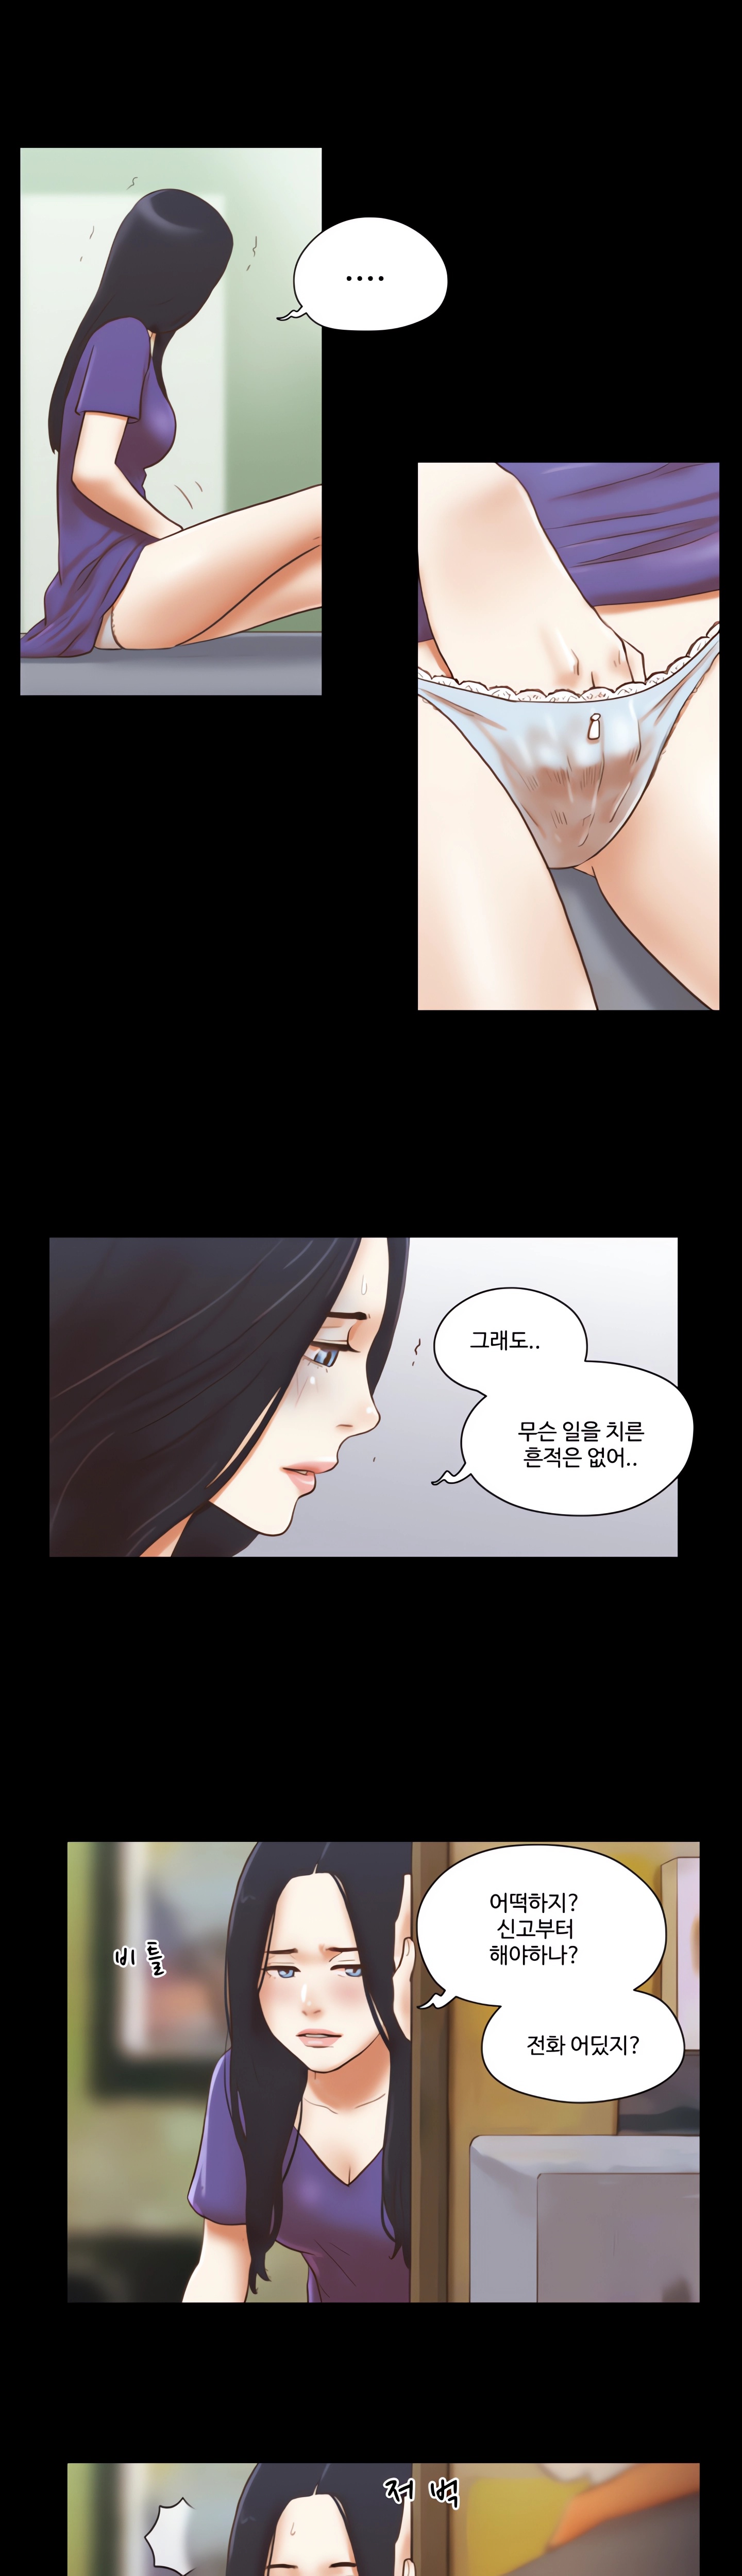 ....
그래도..
무슨 일을 치른
흔적은 없어..
비틀
어떡하지?
신고부터
해야하나?
전화 어딨지?
저벅